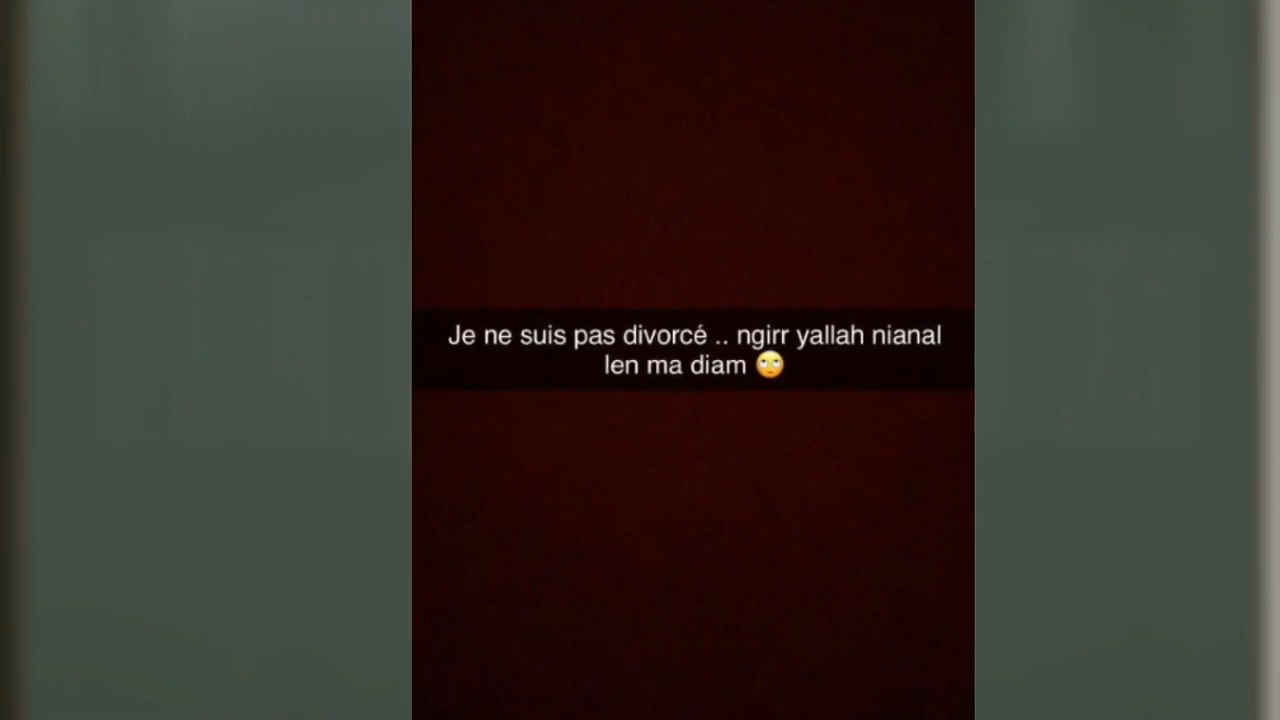 Je ne suis pas divorcé .. ngirr yallah nianal
len ma diam 🙄